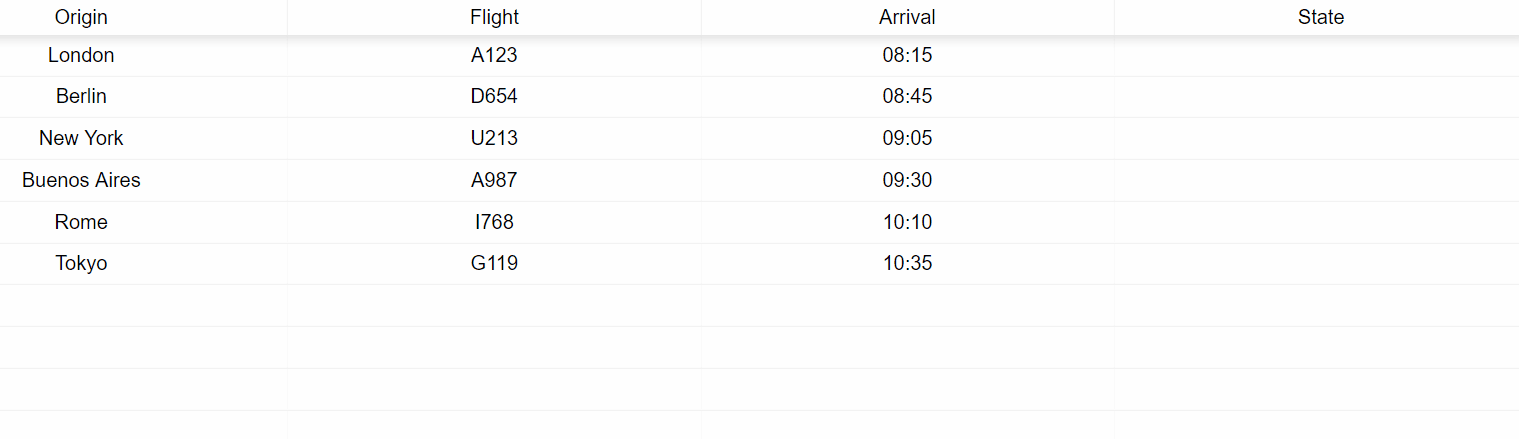 Origin Flight Arrival State
London A123 08:15
Berlin D654 08:45
New York U213 09:05
Buenos Aires A987 09:30
Rome I768 10:10
Tokyo G119 10:35